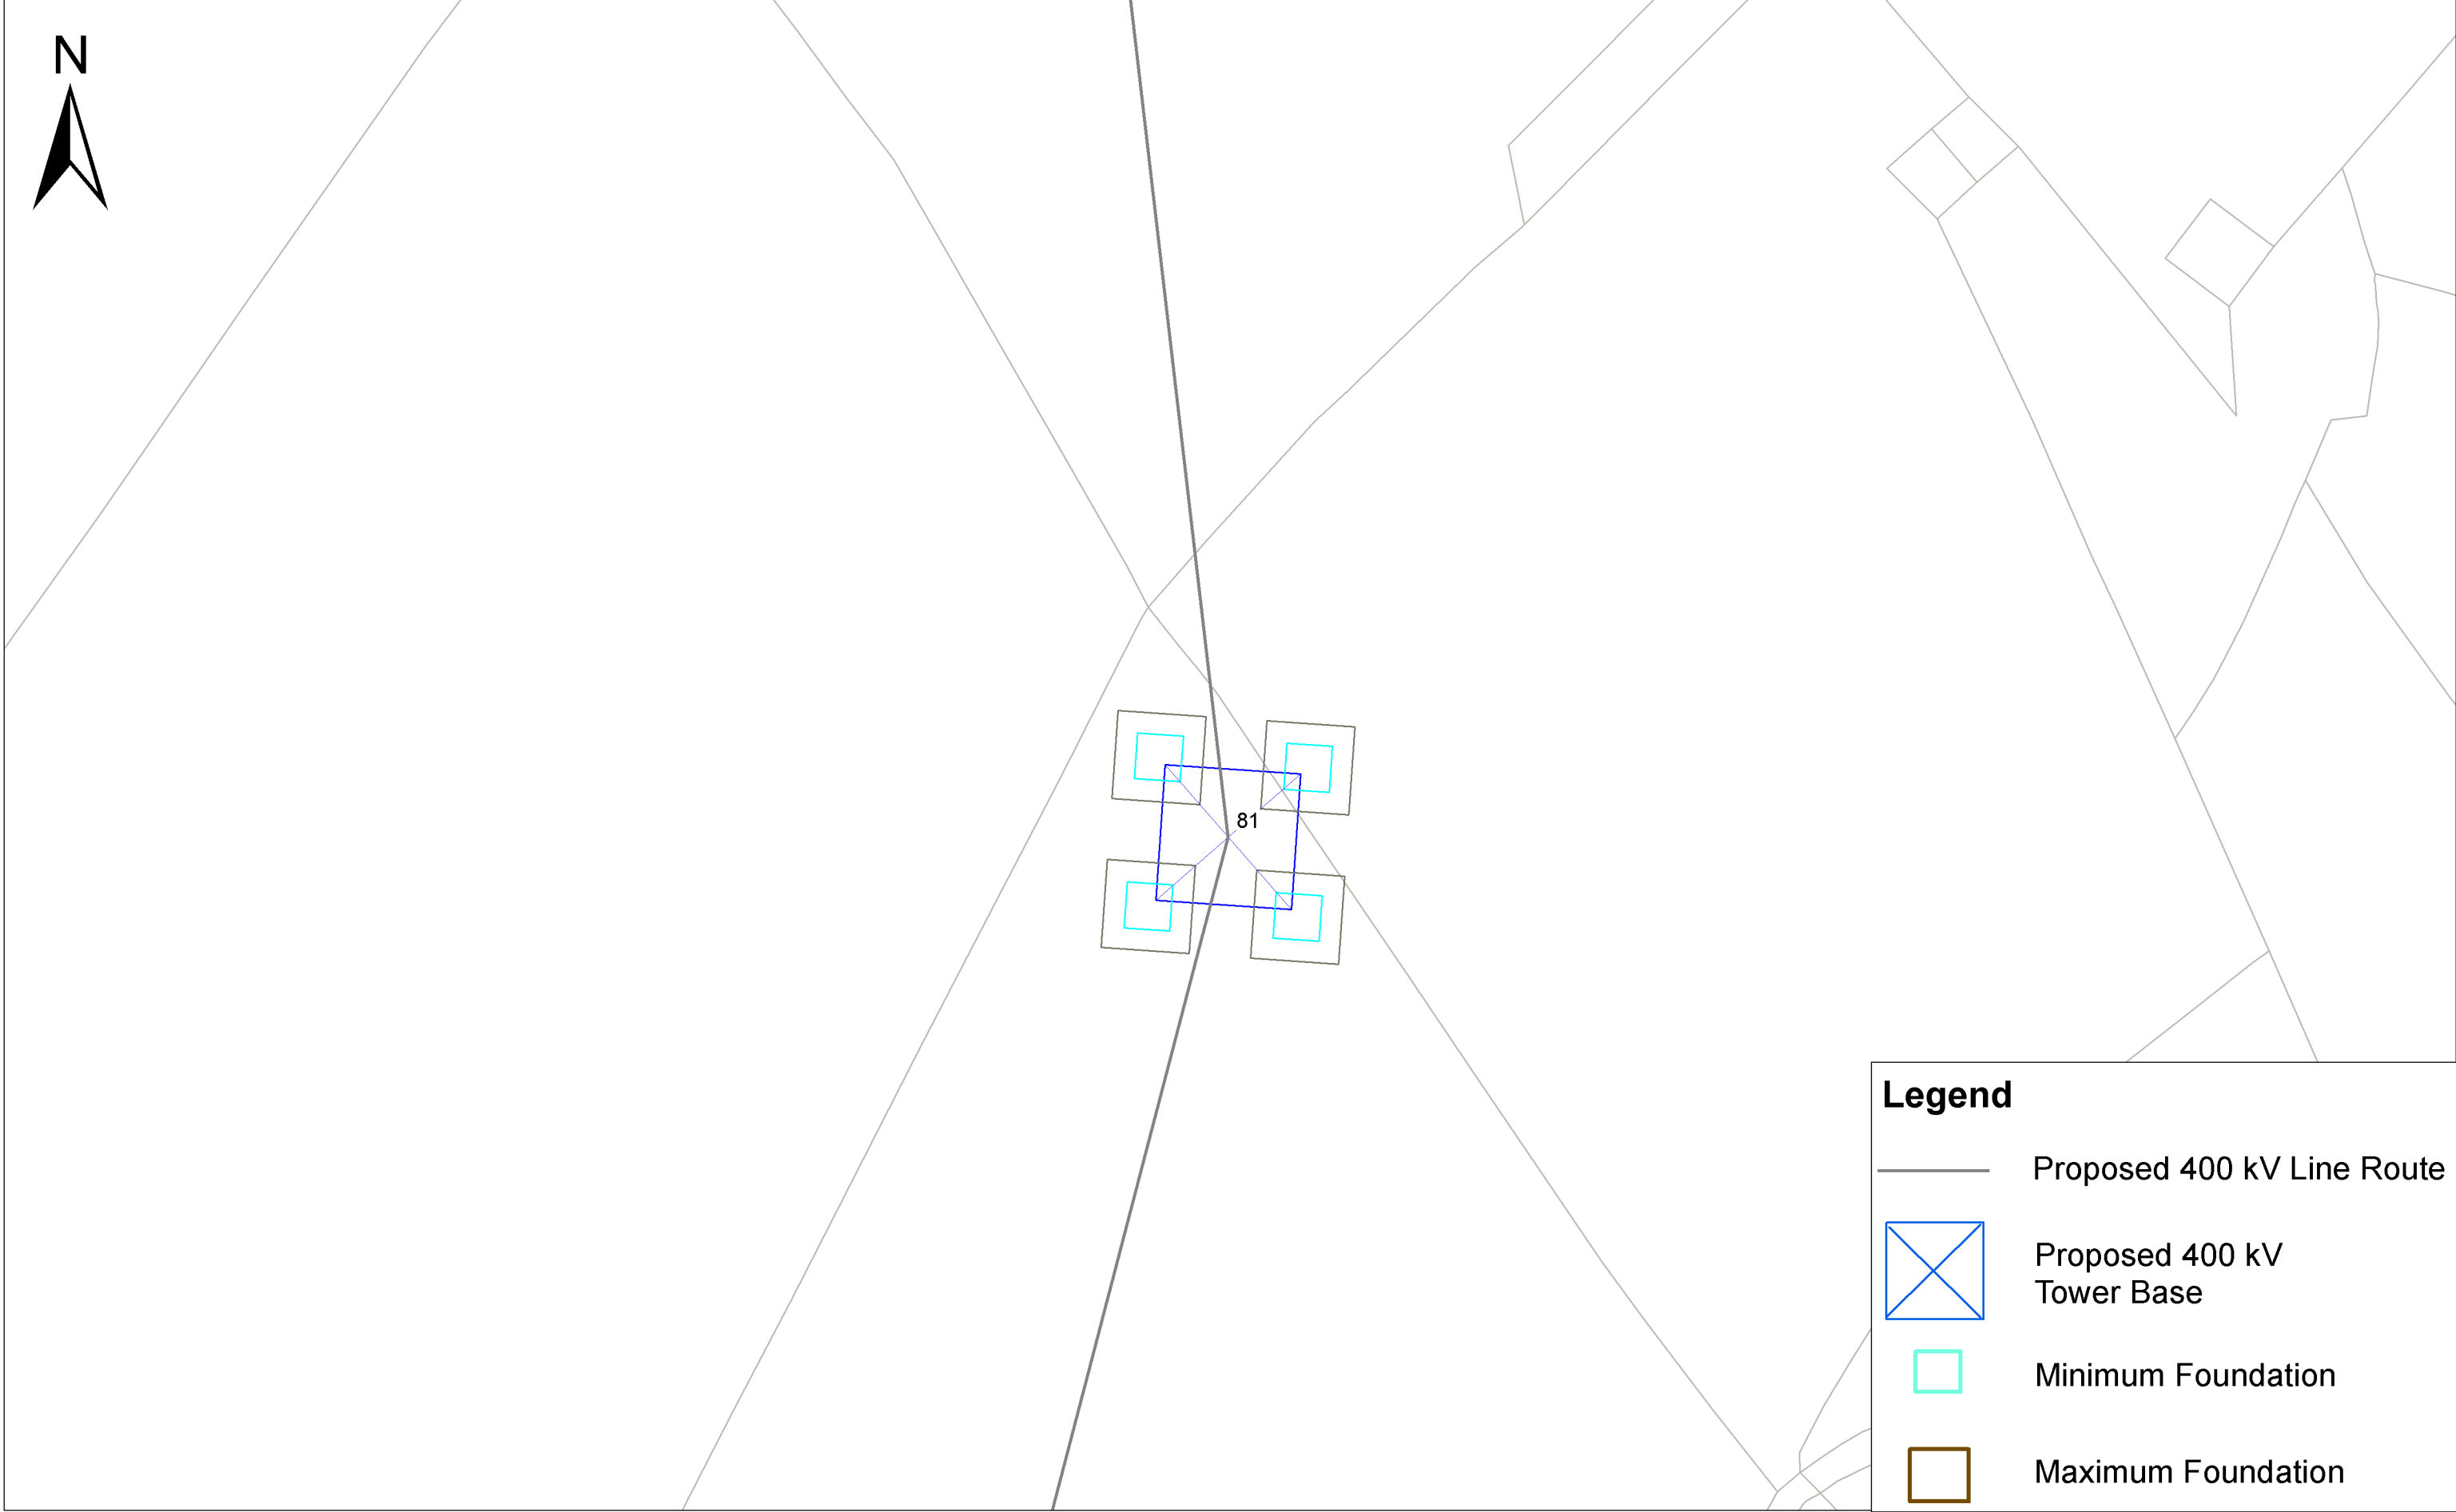 N
81
Legend
Proposed 400 kV Line Route
Proposed 400 kV
Tower Base
Minimum Foundation
Maximum Foundation